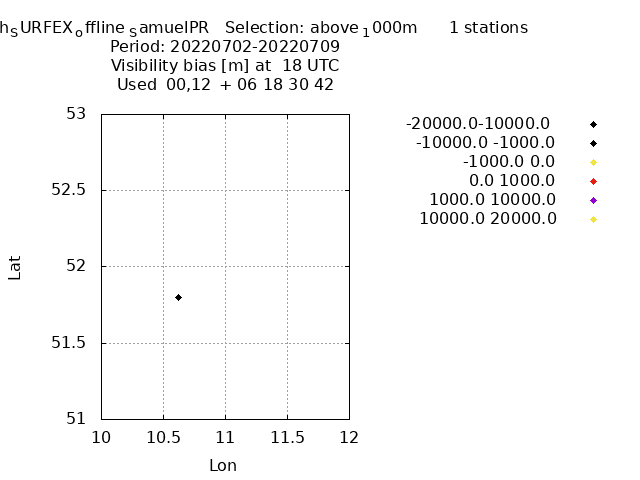 hSURFEXoffline SamuelPR Selection: above1000m 1 stations
Period: 20220702-20220709
Visibility bias [m] at 18 UTC
Used 00,12 + 06 18 30 42
-20000.0-10000.0
-10000.0 -1000.0
-1000.0 0.0
0.0 1000.0
1000.0 10000.0
10000.0 20000.0
53
52.5
52
51.5
51
Lat
10 10.5 11 11.5 12
Lon